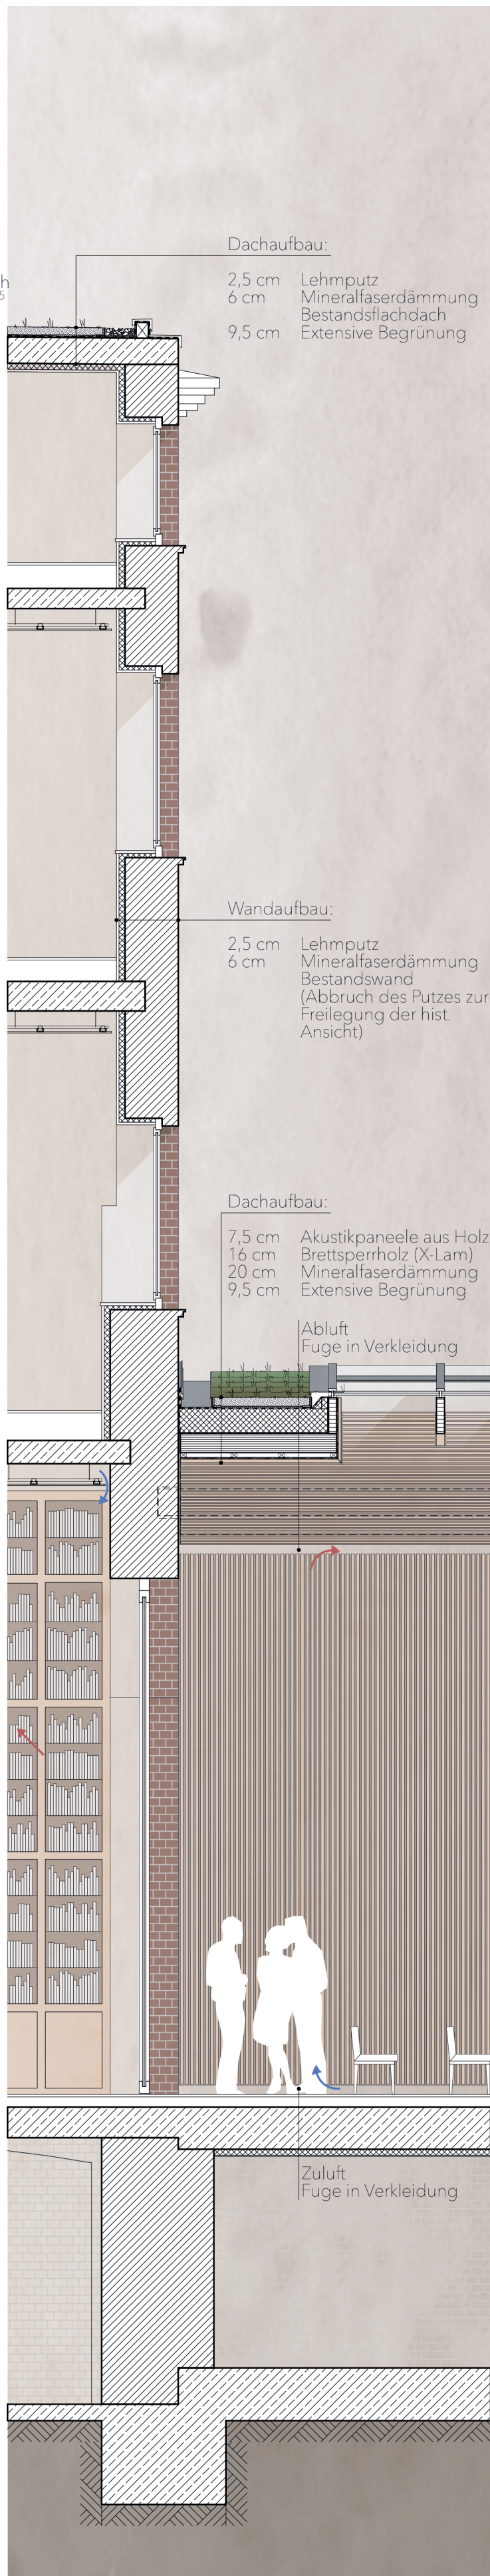 Dachaufbau:
2,5 cm Lehmputz
6 cm Mineralfaserdämmung
Bestandsflachdach
9,5 cm Extensive Begrünung
h
5
Wandaufbau:
2,5 cm Lehmputz
6 cm Mineralfaserdämmung
Bestandswand
(Abbruch des Putzes zur
Freilegung der hist.
Ansicht)
Dachaufbau:
7,5 cm Akustikpaneele aus Holz
16 cm Brettsperrholz (X-Lam)
20 cm Mineralfaserdämmung
9,5 cm Extensive Begrünung
Abluft
Fuge in Verkleidung
Zuluft
Fuge in Verkleidung